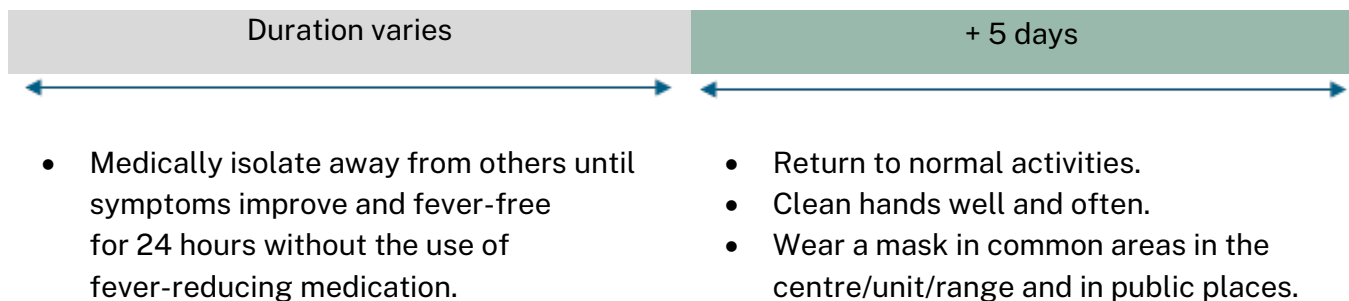 Duration varies
+ 5 days
• Medically isolate away from others until
symptoms improve and fever-free
for 24 hours without the use of
fever-reducing medication.
• Return to normal activities.
• Clean hands well and often.
• Wear a mask in common areas in the
centre/unit/range and in public places.